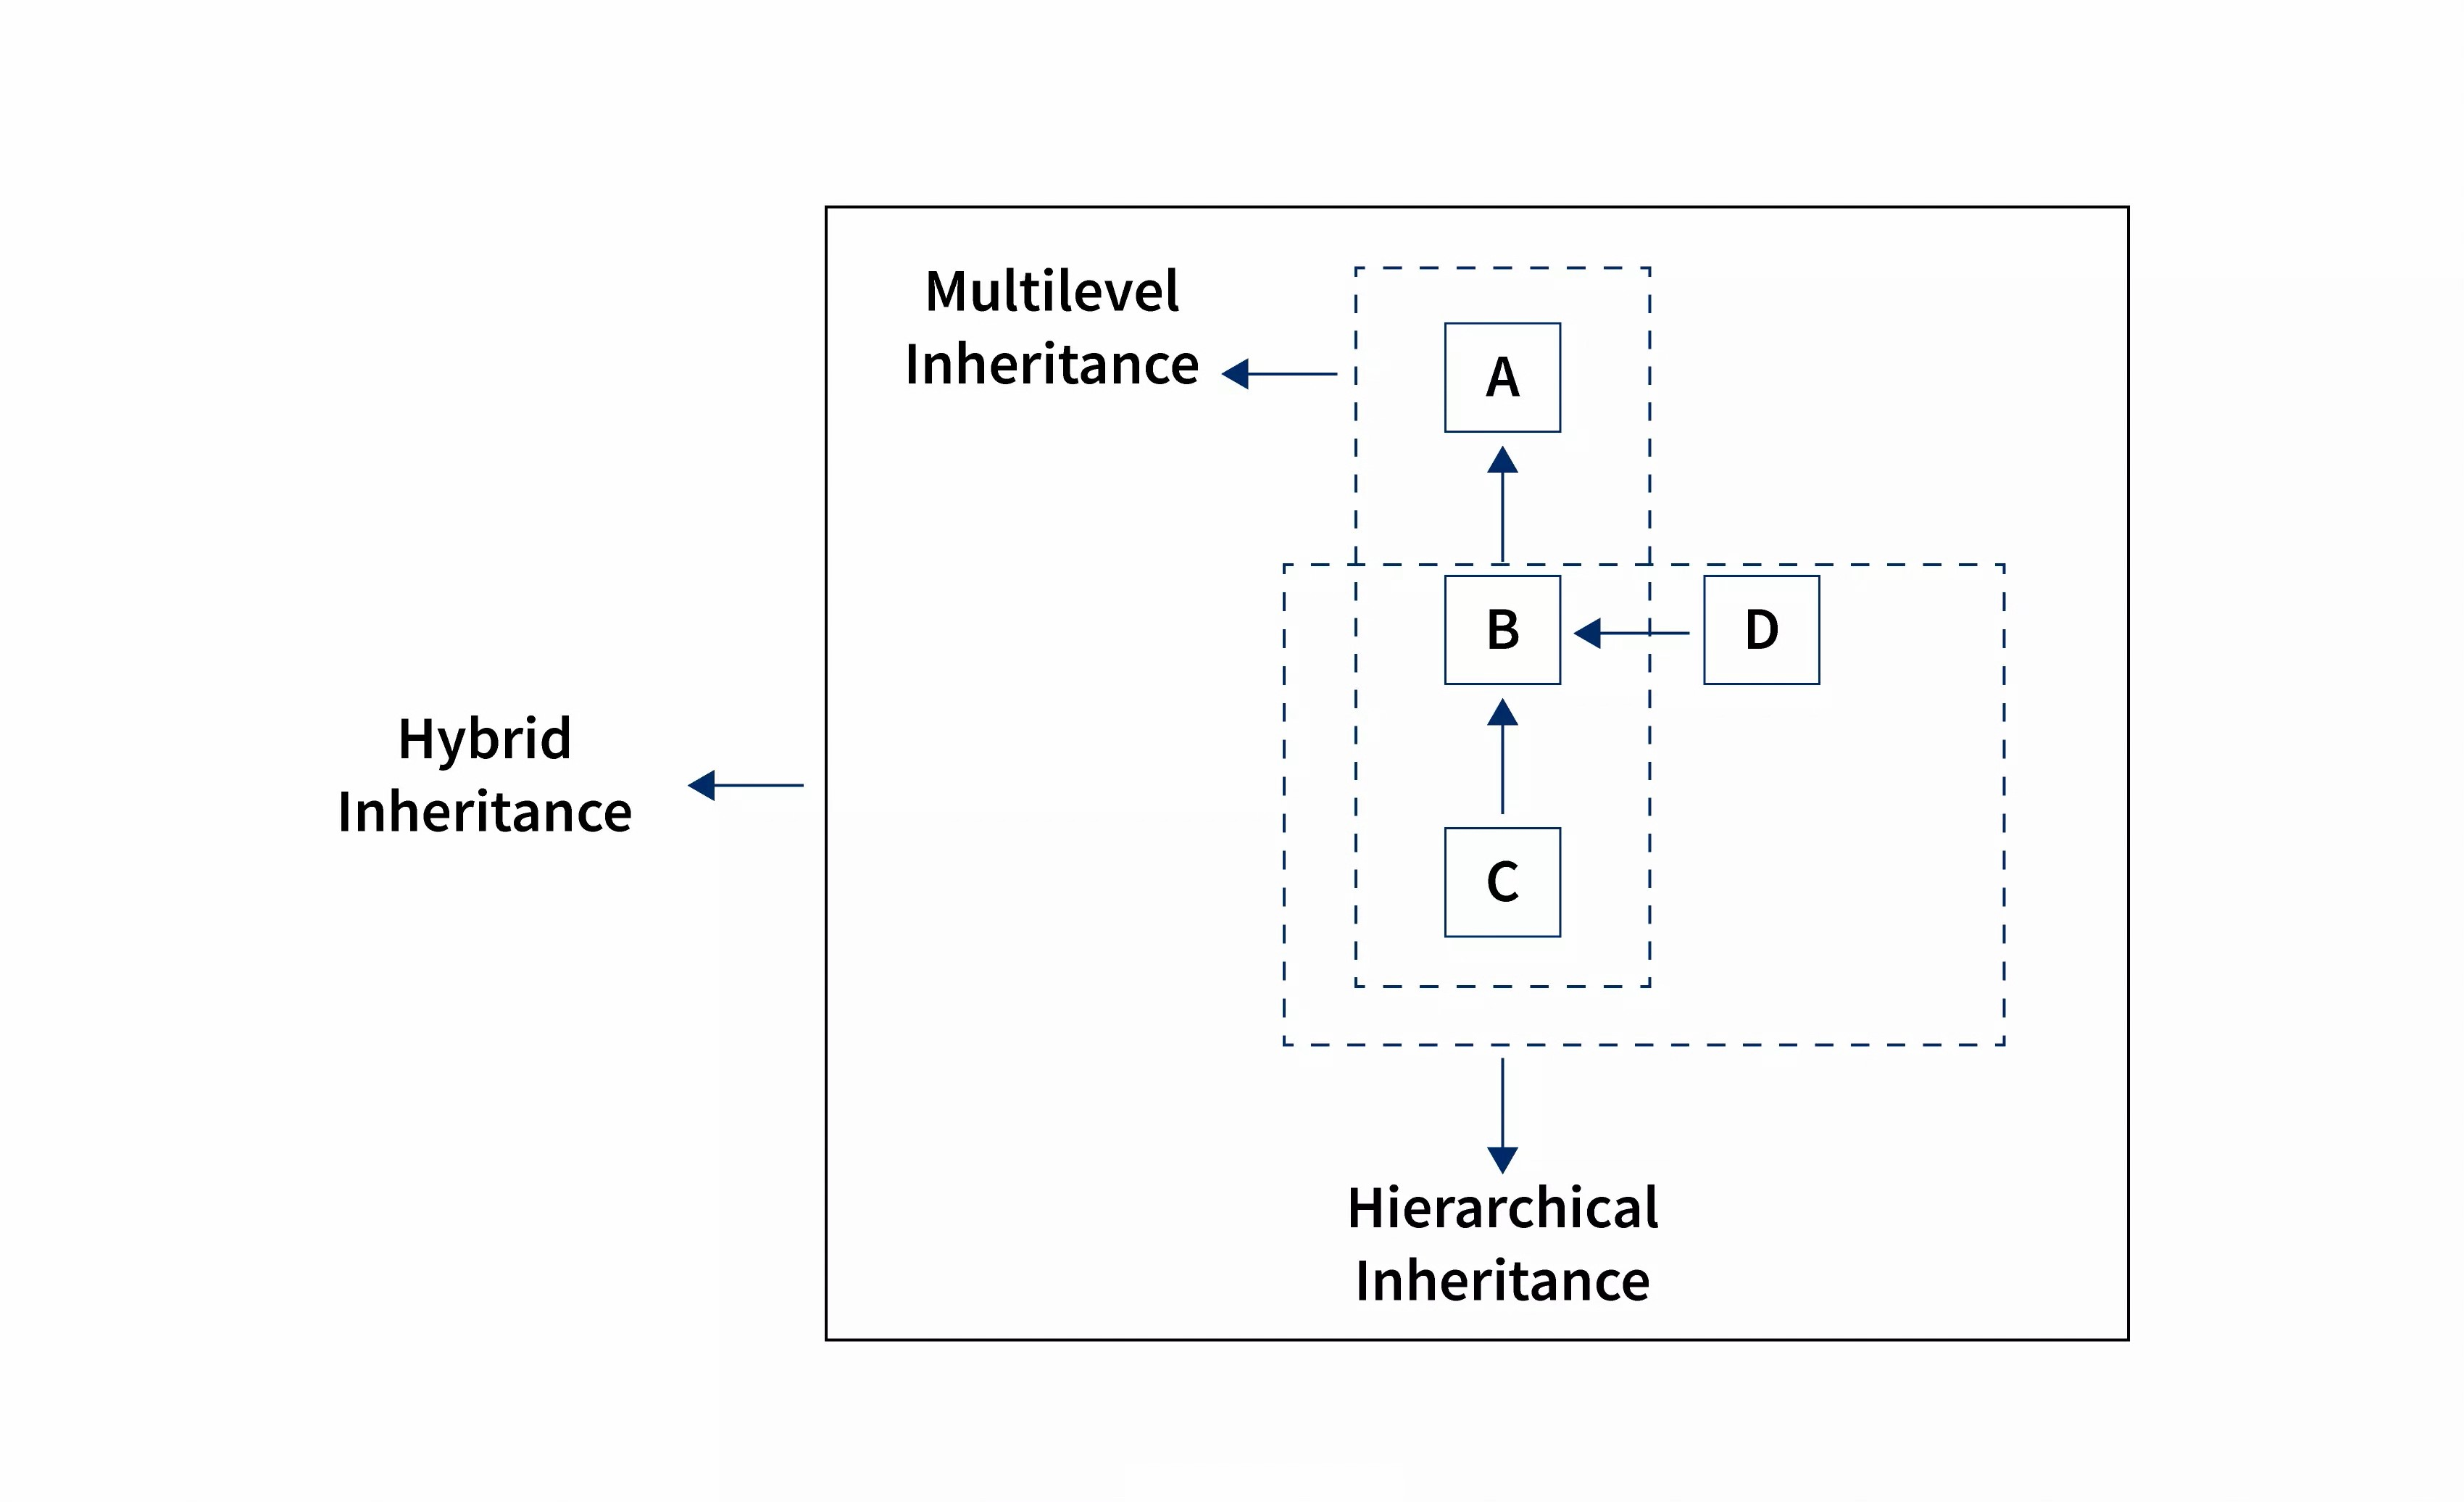 Multilevel
Inheritance
A
B
D
Hybrid
Inheritance
C
Hierarchical
Inheritance